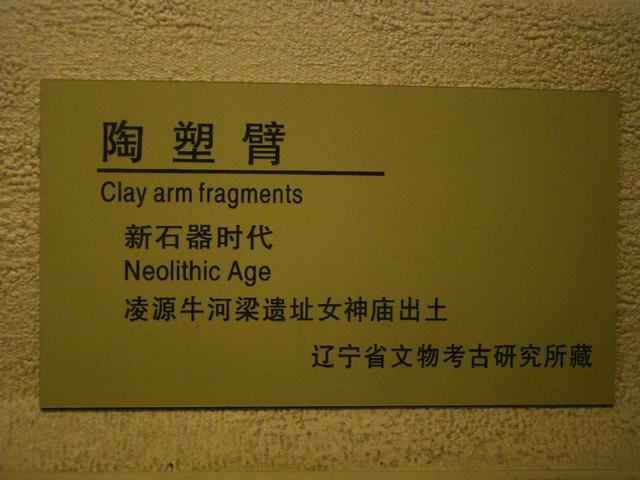 陶塑臂
Clay arm fragments
新石器时代
Neolithic Age
凌源牛河梁遗址女神庙出土
辽宁省文物考古研究所藏